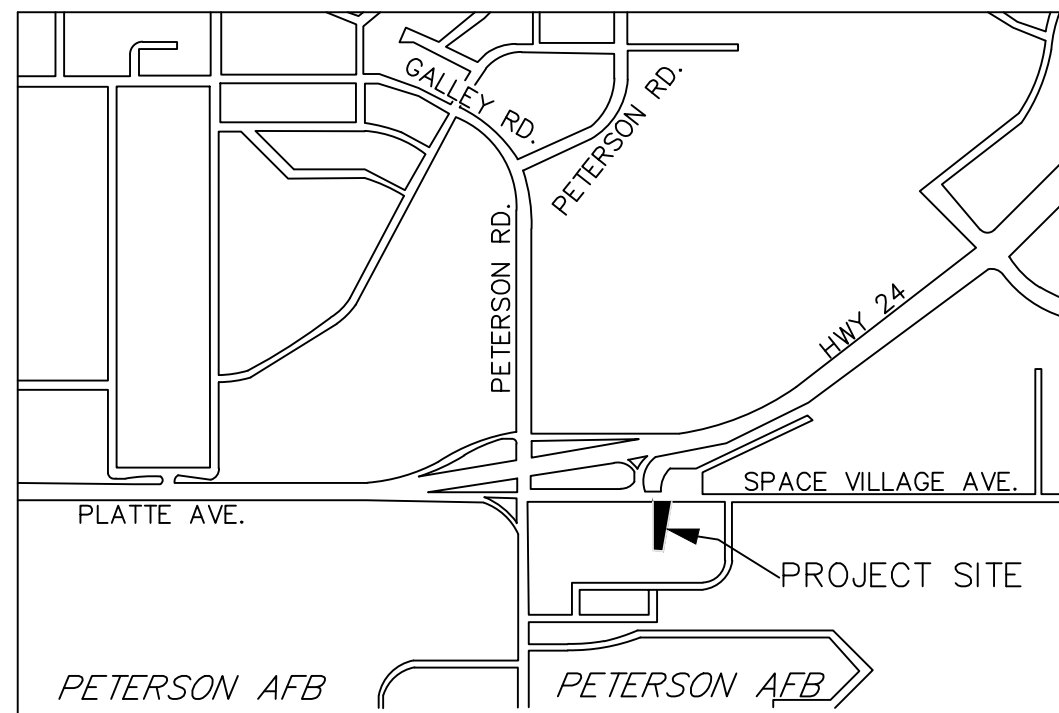 GALLEY RD.
PETERSON RD.
PETERSON RD.
HWY 24
SPACE VILLAGE AVE.
PLATTE AVE.
PROJECT SITE
PETERSON AFB
PETERSON AFB